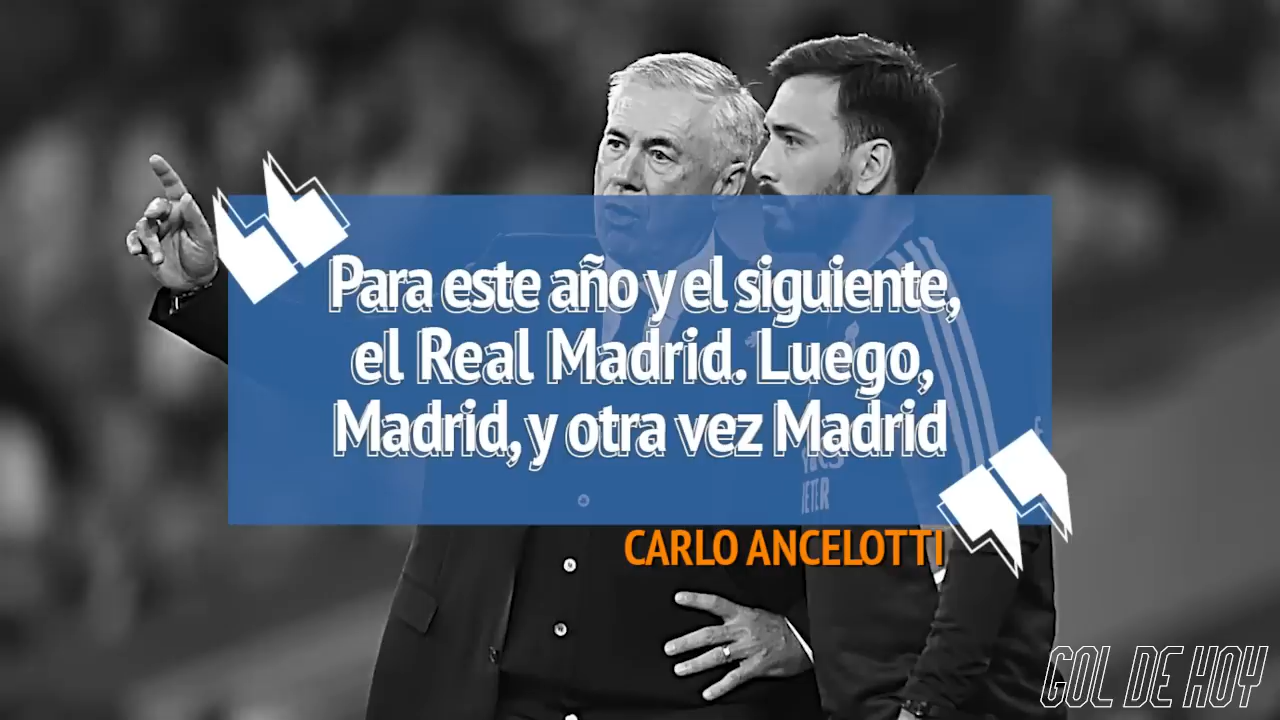 Para este año y el siguiente,
el Real Madrid. Luego,
Madrid, y otra vez Madrid
CARLO ANCELOTTI
GOL DE HOY